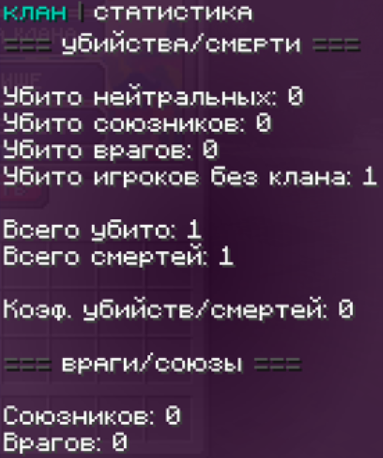 клан | статистика
=== убийства/смерти ===
Убито нейтральных: 0
Убито союзников: 0
Убито врагов: 0
Убито игроков без клана: 1
Всего убито: 1
Всего смертей: 1
Коэф. убийств/смертей: 0
=== враги/союзы ===
Союзников: 0
Врагов: 0